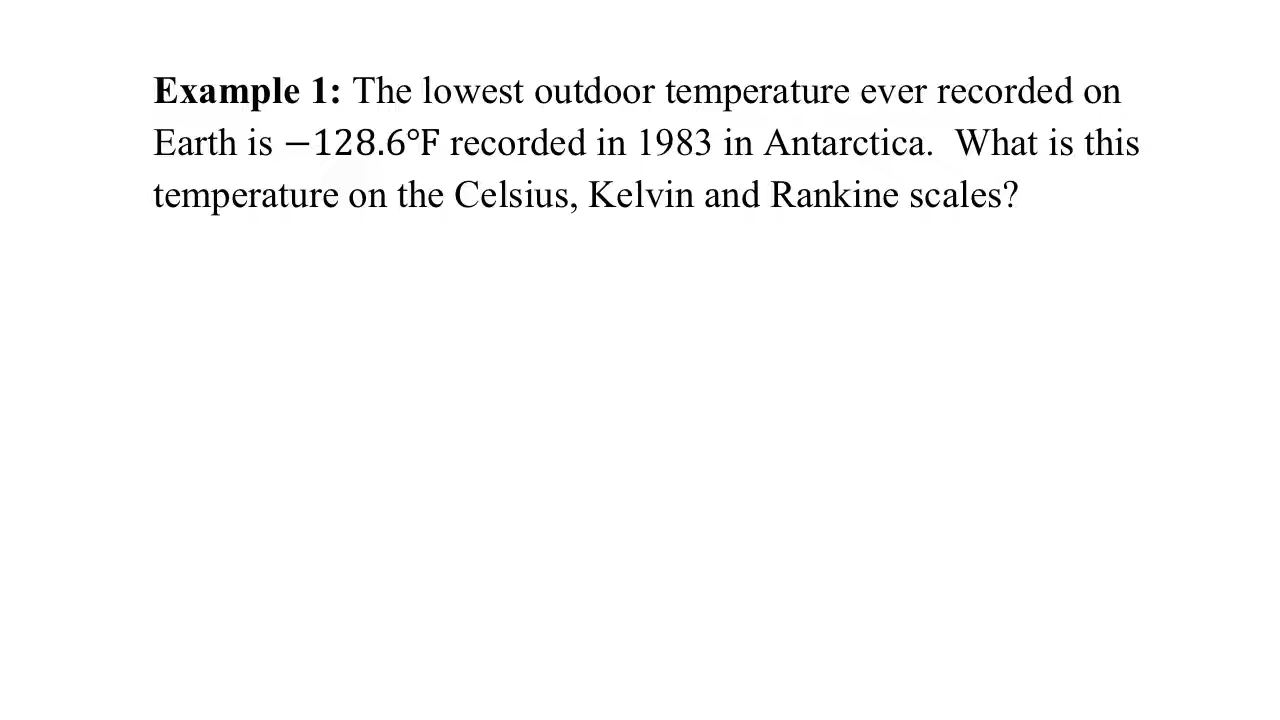 Example 1: The lowest outdoor temperature ever recorded on
Earth is −128.6°F recorded in 1983 in Antarctica.  What is this
temperature on the Celsius, Kelvin and Rankine scales?